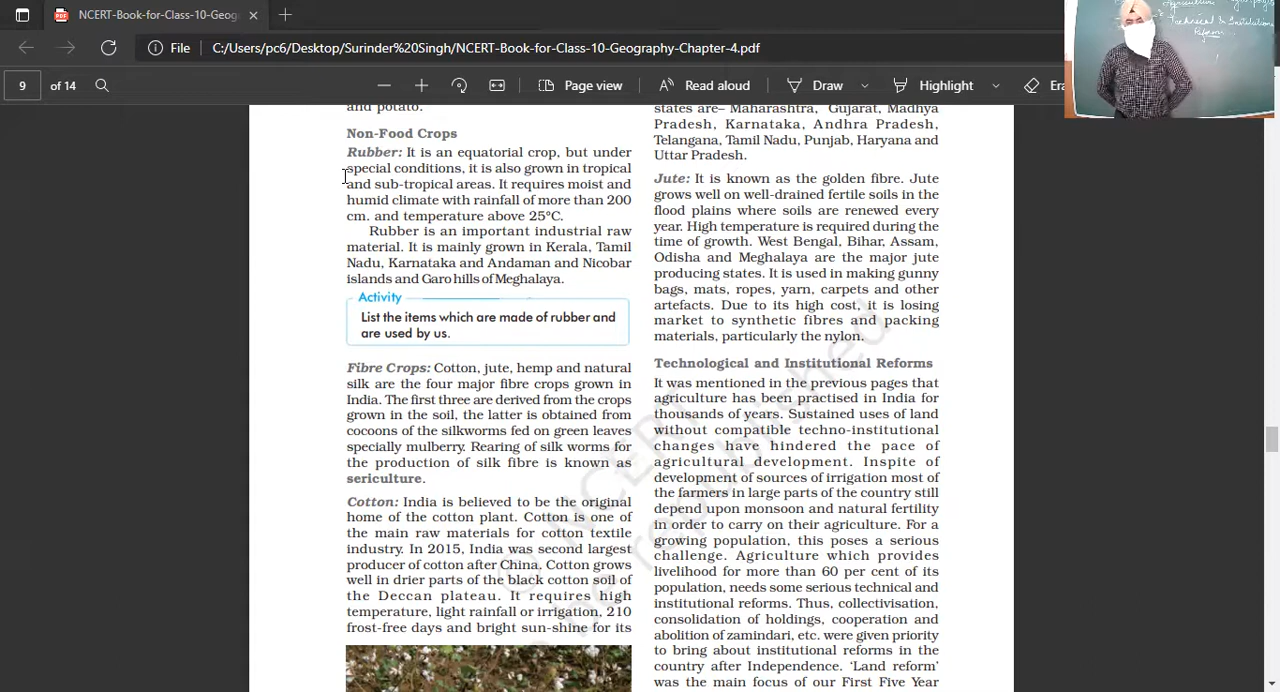 NCERT-Book-for-Class-10-Geog
File
C:/Users/pc6/Desktop/Surinder%20Singh/NCERT-Book-for-Class-10-Geography-Chapter-4.pdf
9
of 14
Page view
Read aloud
Draw
Highlight
Era
Technical & Institutional
Reforms
and potato.
Non-Food Crops
Rubber: It is an equatorial crop, but under
special conditions, it is also grown in tropical
and sub-tropical areas. It requires moist and
humid climate with rainfall of more than 200
cm. and temperature above 25°C.
Rubber is an important industrial raw
material. It is mainly grown in Kerala, Tamil
Nadu, Karnataka and Andaman and Nicobar
islands and Garo hills of Meghalaya.
Activity
List the items which are made of rubber and
are used by us.
Fibre Crops: Cotton, jute, hemp and natural
silk are the four major fibre crops grown in
India. The first three are derived from the crops
grown in the soil, the latter is obtained from
cocoons of the silkworms fed on green leaves
specially mulberry. Rearing of silk worms for
the production of silk fibre is known as
sericulture.
Cotton: India is believed to be the original
home of the cotton plant. Cotton is one of
the main raw materials for cotton textile
industry. In 2015, India was second largest
producer of cotton after China. Cotton grows
well in drier parts of the black cotton soil of
the Deccan plateau. It requires high
temperature, light rainfall or irrigation, 210
frost-free days and bright sun-shine for its
states are– Maharashtra, Gujarat, Madhya
Pradesh, Karnataka, Andhra Pradesh,
Telangana, Tamil Nadu, Punjab, Haryana and
Uttar Pradesh.
Jute: It is known as the golden fibre. Jute
grows well on well-drained fertile soils in the
flood plains where soils are renewed every
year. High temperature is required during the
time of growth. West Bengal, Bihar, Assam,
Odisha and Meghalaya are the major jute
producing states. It is used in making gunny
bags, mats, ropes, yarn, carpets and other
artefacts. Due to its high cost, it is losing
market to synthetic fibres and packing
materials, particularly the nylon.
Technological and Institutional Reforms
It was mentioned in the previous pages that
agriculture has been practised in India for
thousands of years. Sustained uses of land
without compatible techno-institutional
changes have hindered the pace of
agricultural development. Inspite of
development of sources of irrigation most of
the farmers in large parts of the country still
depend upon monsoon and natural fertility
in order to carry on their agriculture. For a
growing population, this poses a serious
challenge. Agriculture which provides
livelihood for more than 60 per cent of its
population, needs some serious technical and
institutional reforms. Thus, collectivisation,
consolidation of holdings, cooperation and
abolition of zamindari, etc. were given priority
to bring about institutional reforms in the
country after Independence. 'Land reform'
was the main focus of our First Five Year
© NCERT
republished